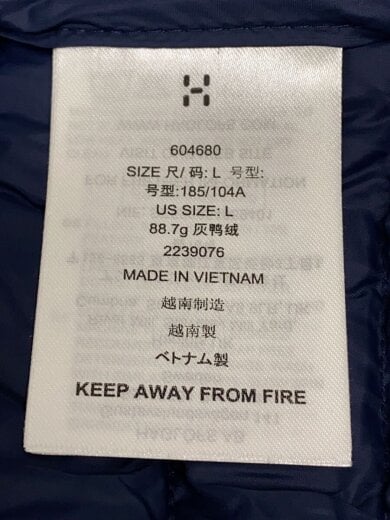 604680
SIZE 尺/码: L 号型:
号型:185/104A
US SIZE: L
88.7g 灰鸭绒
2239076
MADE IN VIETNAM
越南制造
越南製
ベトナム製
KEEP AWAY FROM FIRE